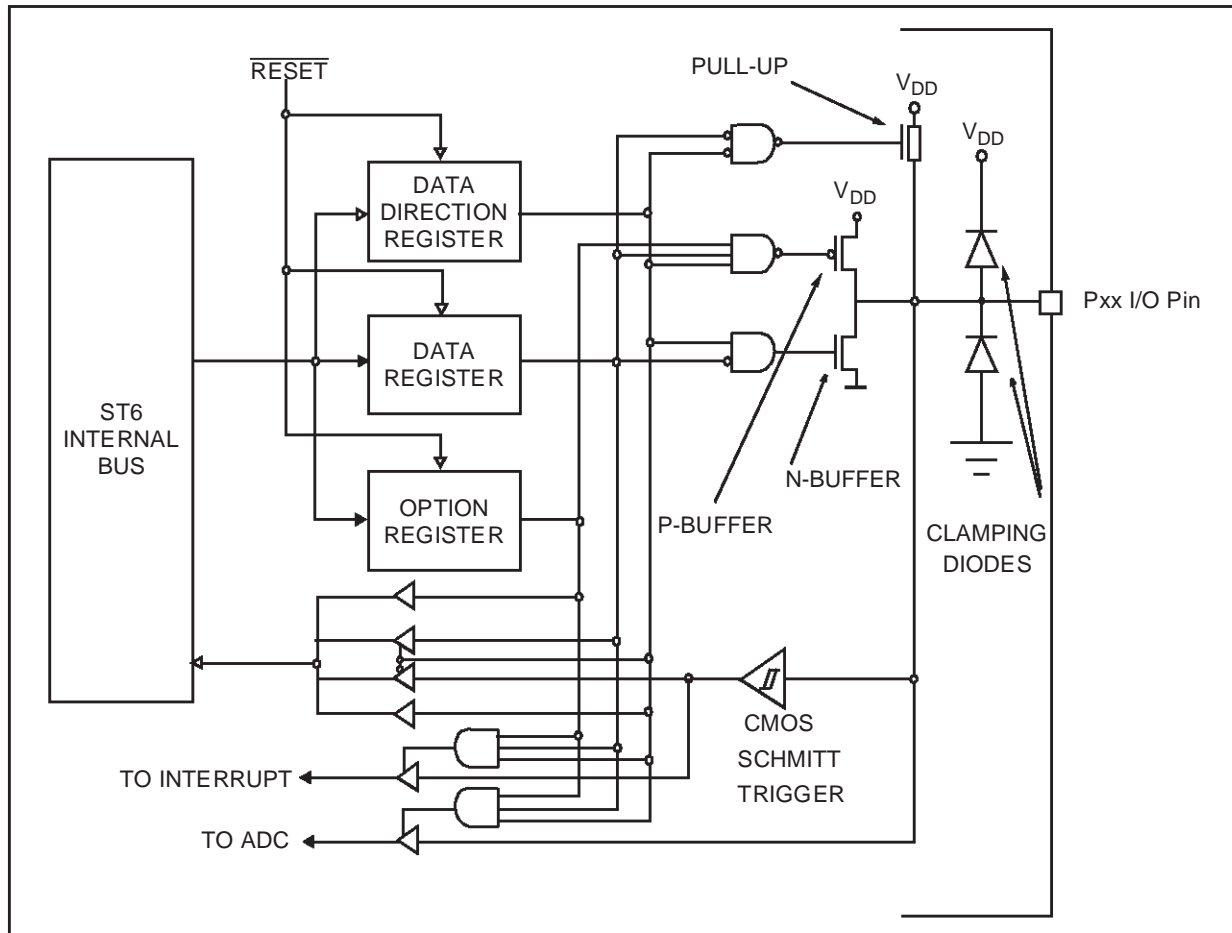 RESET
PULL-UP
VDD
VDD
DATA
DIRECTION
REGISTER
VDD
Pxx I/O Pin
DATA
REGISTER
ST6
INTERNAL
BUS
N-BUFFER
OPTION
REGISTER
P-BUFFER
CLAMPING
DIODES
CMOS
SCHMITT
TRIGGER
TO INTERRUPT
TO ADC